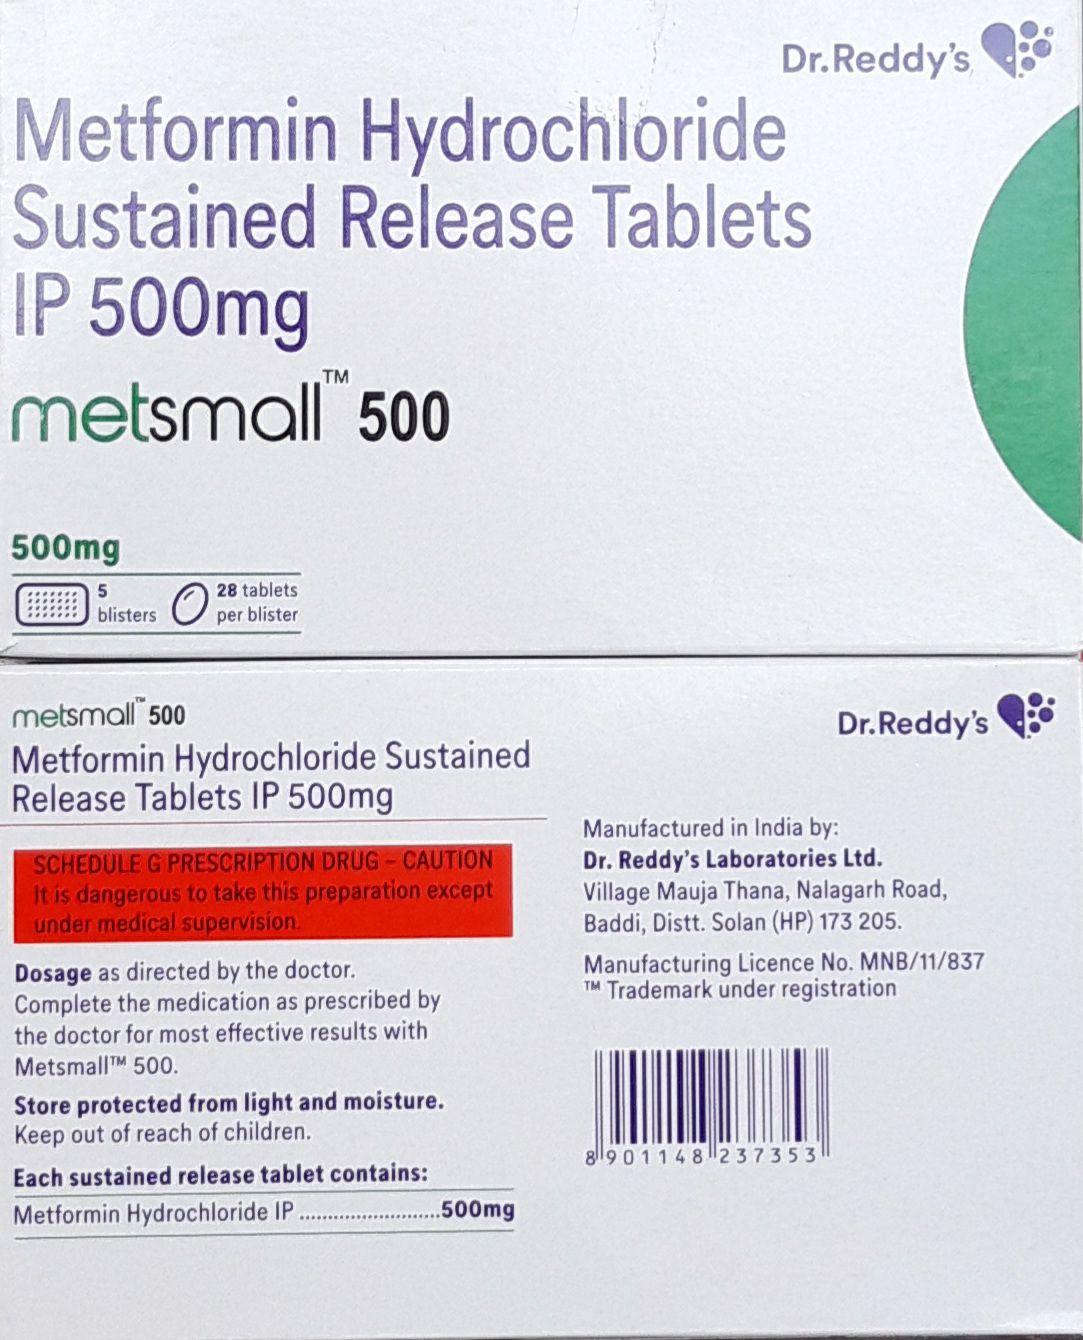 Dr.Reddy's
Metformin Hydrochloride
Sustained Release Tablets
IP 500mg
metsmall™ 500
500mg
5
blisters
28 tablets
per blister
metsmall™ 500
Dr.Reddy's
Metformin Hydrochloride Sustained
Release Tablets IP 500mg
SCHEDULE G PRESCRIPTION DRUG – CAUTION
It is dangerous to take this preparation except
under medical supervision.
Dosage as directed by the doctor.
Complete the medication as prescribed by
the doctor for most effective results with
Metsmall™ 500.
Store protected from light and moisture.
Keep out of reach of children.
Each sustained release tablet contains:
Metformin Hydrochloride IP .........................500mg
Manufactured in India by:
Dr. Reddy's Laboratories Ltd.
Village Mauja Thana, Nalagarh Road,
Baddi, Distt. Solan (HP) 173 205.
Manufacturing Licence No. MNB/11/837
™ Trademark under registration
8 901148 237353